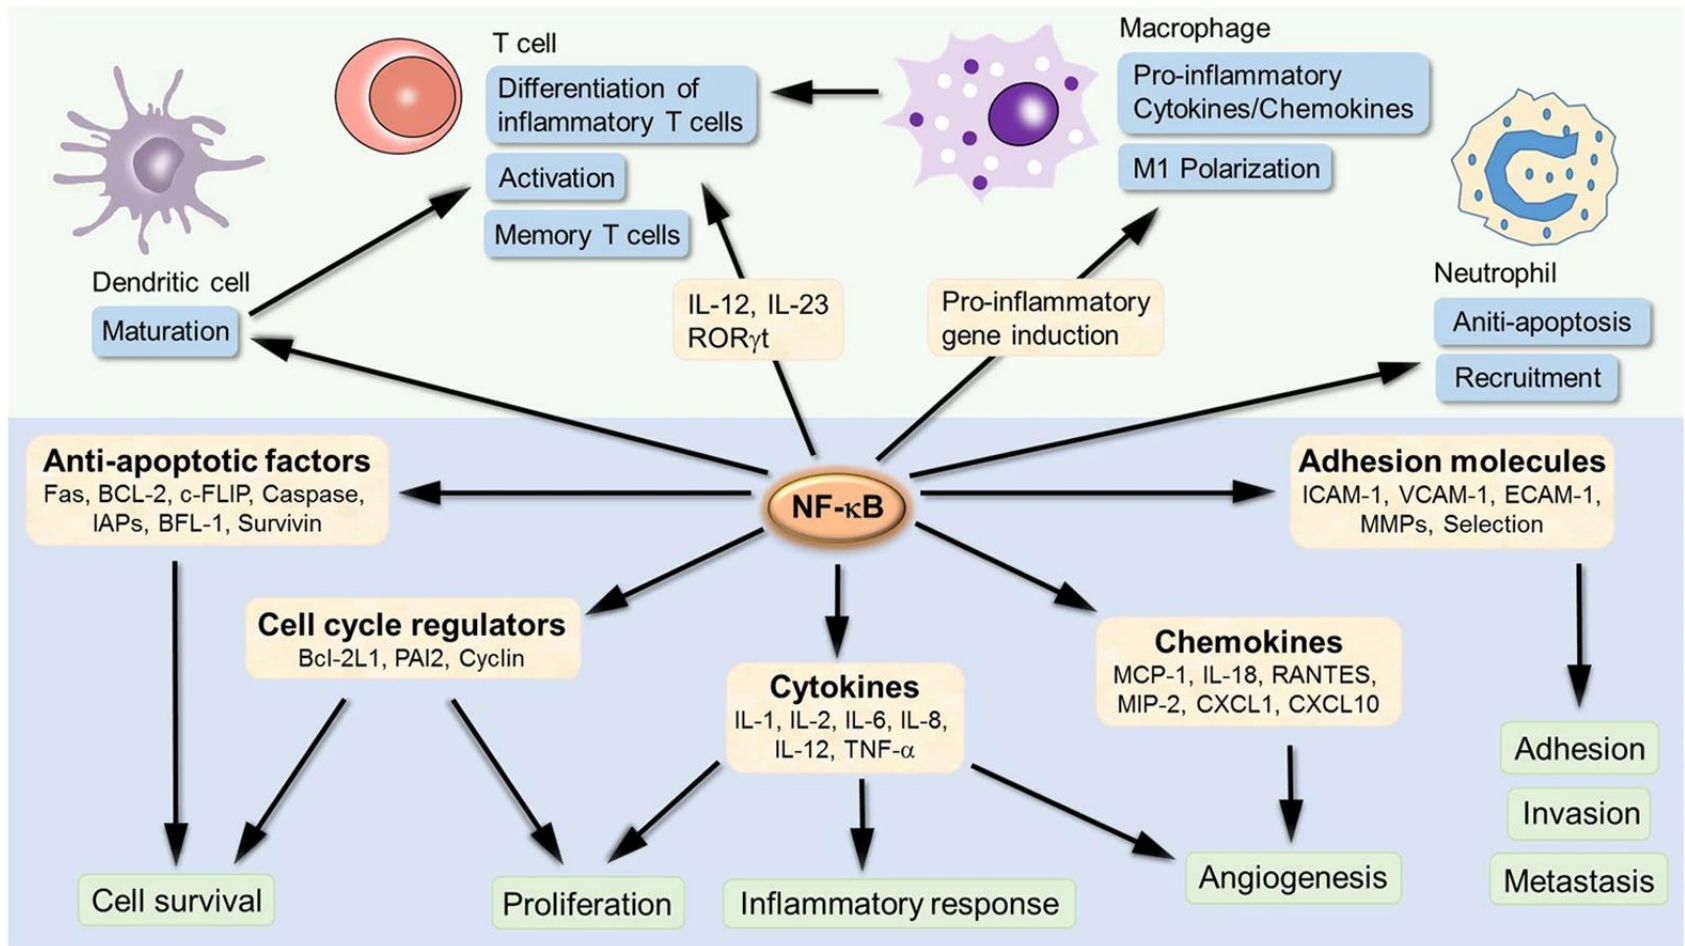 T cell
Differentiation of
inflammatory T cells
Activation
Memory T cells
Macrophage
Pro-inflammatory
Cytokines/Chemokines
M1 Polarization
Dendritic cell
Maturation
IL-12, IL-23
RORγt
Pro-inflammatory
gene induction
Neutrophil
Aniti-apoptosis
Recruitment
NF-κB
Anti-apoptotic factors
Fas, BCL-2, c-FLIP, Caspase,
IAPs, BFL-1, Survivin
Adhesion molecules
ICAM-1, VCAM-1, ECAM-1,
MMPs, Selection
Cell cycle regulators
Bcl-2L1, PAI2, Cyclin
Cytokines
IL-1, IL-2, IL-6, IL-8,
IL-12, TNF-α
Chemokines
MCP-1, IL-18, RANTES,
MIP-2, CXCL1, CXCL10
Cell survival
Proliferation
Inflammatory response
Angiogenesis
Adhesion
Invasion
Metastasis